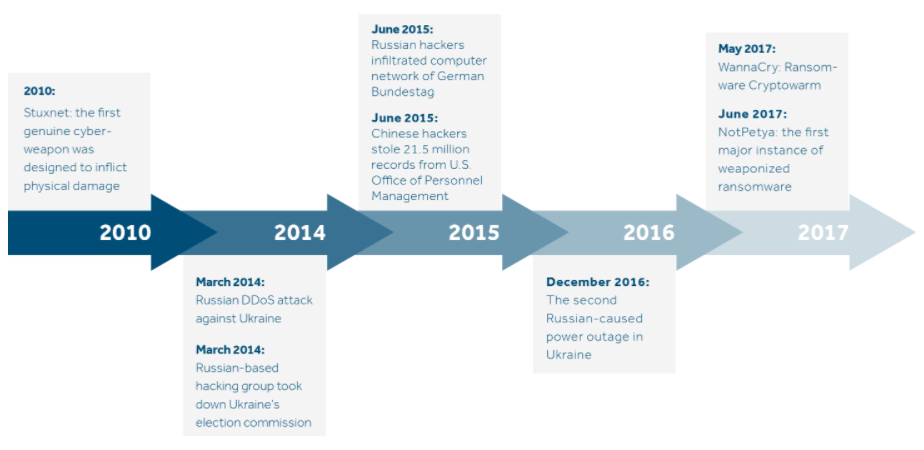 2010:
Stuxnet: the first
genuine cyber-
weapon was
designed to inflict
physical damage
2010
March 2014:
Russian DDoS attack
against Ukraine
March 2014:
Russian-based
hacking group took
down Ukraine's
election commission
2014
June 2015:
Russian hackers
infiltrated computer
network of German
Bundestag
June 2015:
Chinese hackers
stole 21.5 million
records from U.S.
Office of Personnel
Management
2015
December 2016:
The second
Russian-caused
power outage in
Ukraine
2016
May 2017:
WannaCry: Ransom-
ware Cryptowarm
June 2017:
NotPetya: the first
major instance of
weaponized
ransomware
2017